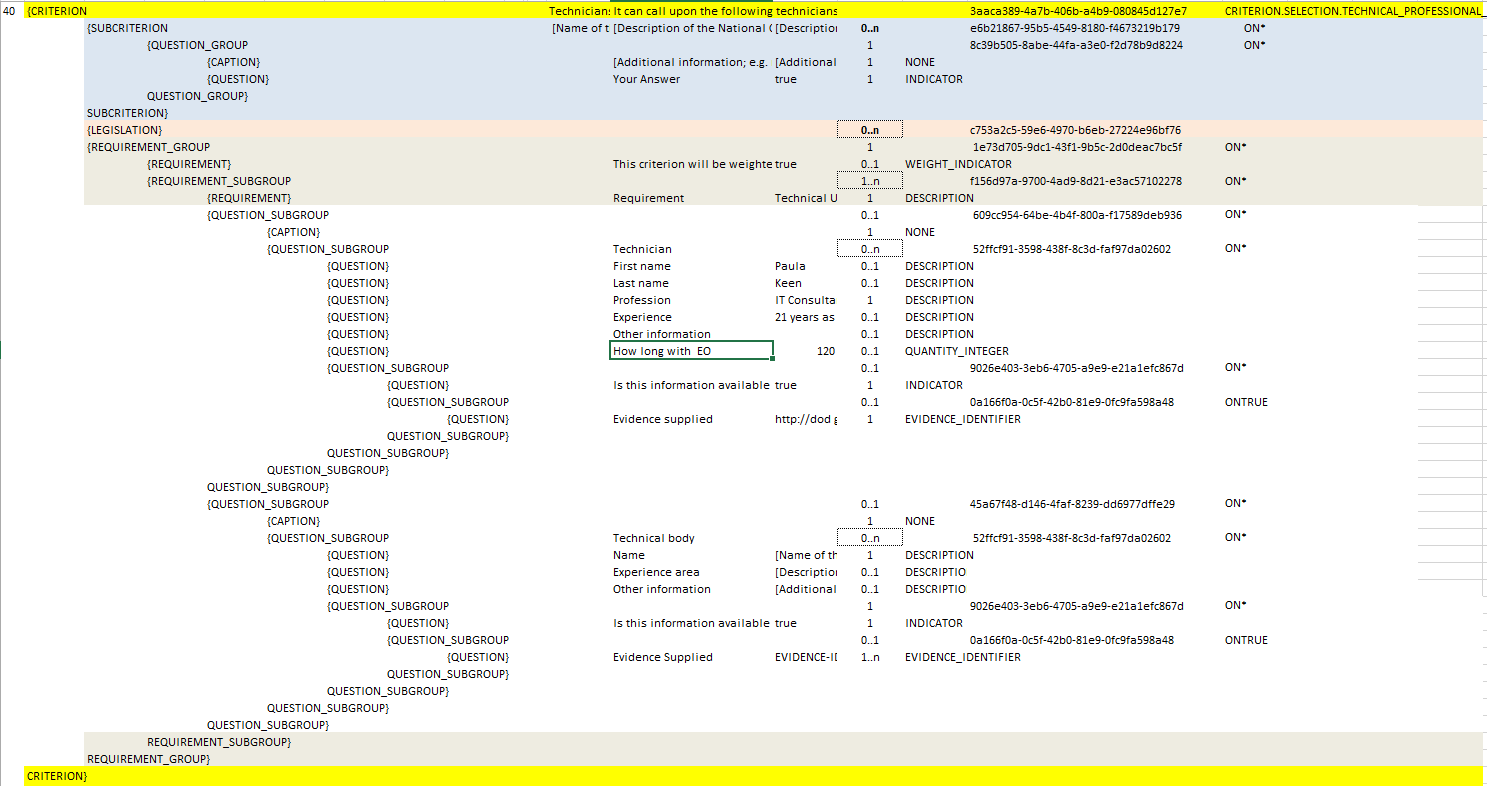 40 {CRITERION Technicians It can call upon the following technicians 3aaca389-4a7b-406b-a4b9-080845d127e7 CRITERION.SELECTION.TECHNICAL_PROFESSIONAL_
{SUBCRITERION [Name of t [Description of the National ( [Description 0..n e6b21867-95b5-4549-8180-f4673219b179 ON*
{QUESTION_GROUP 1 8c39b505-8abe-44fa-a3e0-f2d78b9d8224 ON*
{CAPTION} [Additional information; e.g. [Additional 1 NONE
{QUESTION} Your Answer true 1 INDICATOR
QUESTION_GROUP}
SUBCRITERION}
{LEGISLATION} 0..n c753a2c5-59e6-4970-b6eb-27224e96bf76
{REQUIREMENT_GROUP 1 1e73d705-9dc1-43f1-9b5c-2d0deac7bc5f ON*
{REQUIREMENT} This criterion will be weighte true 0..1 WEIGHT_INDICATOR
{REQUIREMENT_SUBGROUP 1..n f156d97a-9700-4ad9-8d21-e3ac57102278 ON*
{REQUIREMENT} Requirement Technical U 1 DESCRIPTION
{QUESTION_SUBGROUP 0..1 609cc954-64be-4b4f-800a-f17589deb936 ON*
{CAPTION} 1 NONE
{QUESTION_SUBGROUP Technician 0..n 52ffcf91-3598-438f-8c3d-faf97da02602 ON*
{QUESTION} First name Paula 0..1 DESCRIPTION
{QUESTION} Last name Keen 0..1 DESCRIPTION
{QUESTION} Profession IT Consulta 1 DESCRIPTION
{QUESTION} Experience 21 years as 0..1 DESCRIPTION
{QUESTION} Other information 0..1 DESCRIPTION
{QUESTION} How long with EO 120 0..1 QUANTITY_INTEGER
{QUESTION_SUBGROUP 0..1 9026e403-3eb6-4705-a9e9-e21a1efc867d ON*
{QUESTION} Is this information available true 1 INDICATOR
{QUESTION_SUBGROUP 0..1 0a166f0a-0c5f-42b0-81e9-0fc9fa598a48 ONTRUE
{QUESTION} Evidence supplied http://dod g 1 EVIDENCE_IDENTIFIER
QUESTION_SUBGROUP}
QUESTION_SUBGROUP}
QUESTION_SUBGROUP}
QUESTION_SUBGROUP}
{QUESTION_SUBGROUP 0..1 45a67f48-d146-4faf-8239-dd6977dffe29 ON*
{CAPTION} 1 NONE
{QUESTION_SUBGROUP Technical body 0..n 52ffcf91-3598-438f-8c3d-faf97da02602 ON*
{QUESTION} Name [Name of th 1 DESCRIPTION
{QUESTION} Experience area [Description 0..1 DESCRIPTIO
{QUESTION} Other information [Additional 0..1 DESCRIPTIO
{QUESTION_SUBGROUP 1 9026e403-3eb6-4705-a9e9-e21a1efc867d ON*
{QUESTION} Is this information available true 1 INDICATOR
{QUESTION_SUBGROUP 0..1 0a166f0a-0c5f-42b0-81e9-0fc9fa598a48 ONTRUE
{QUESTION} Evidence Supplied EVIDENCE-ID 1..n EVIDENCE_IDENTIFIER
QUESTION_SUBGROUP}
QUESTION_SUBGROUP}
QUESTION_SUBGROUP}
QUESTION_SUBGROUP}
REQUIREMENT_SUBGROUP}
REQUIREMENT_GROUP}
CRITERION}